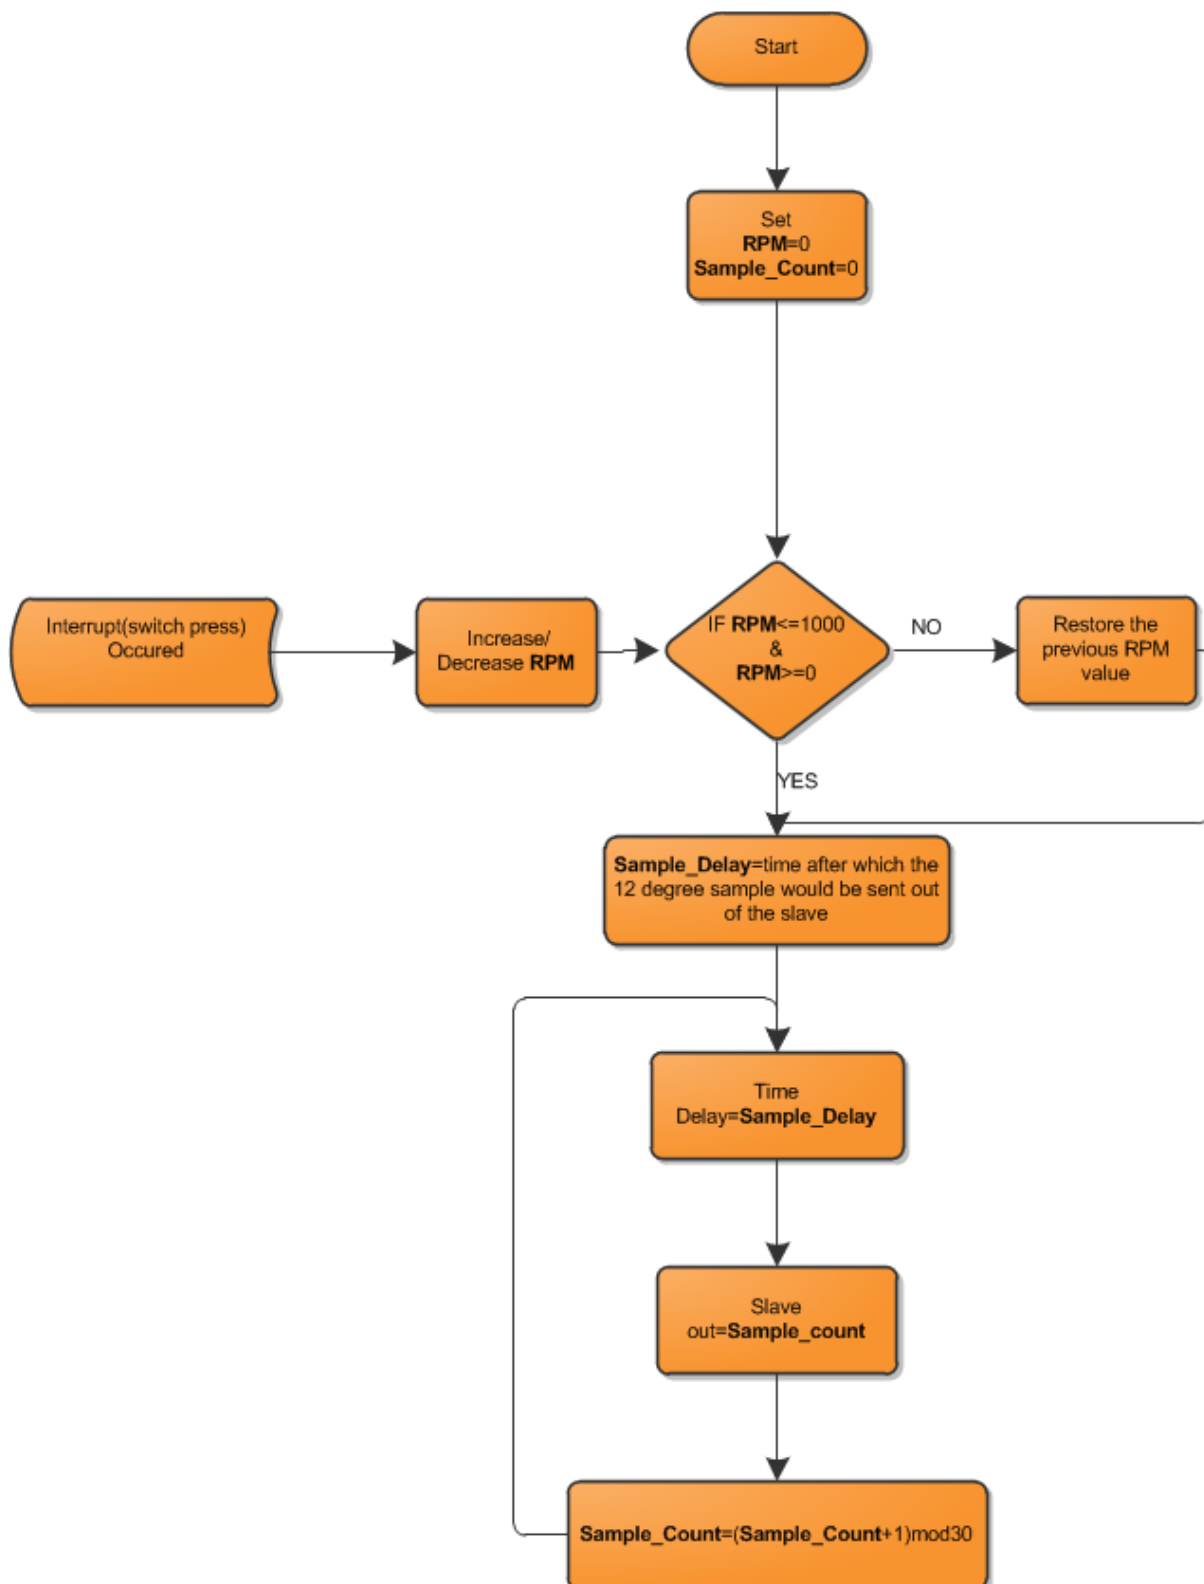 Start
Set
RPM=0
Sample_Count=0
Interrupt(switch press)
Occured
Increase/
Decrease RPM
IF RPM<=1000
&
RPM>=0
NO
Restore the
previous RPM
value
YES
Sample_Delay=time after which the
12 degree sample would be sent out
of the slave
Time
Delay=Sample_Delay
Slave
out=Sample_count
Sample_Count=(Sample_Count+1)mod30